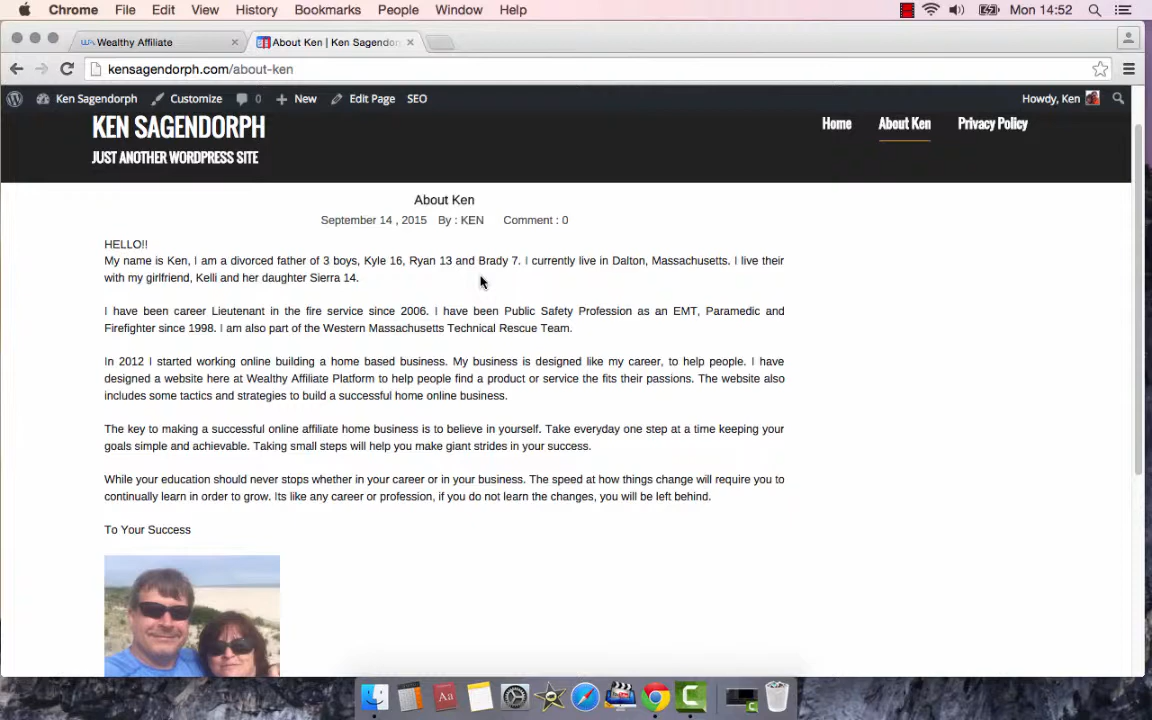 Chrome File Edit View History Bookmarks People Window Help Mon 14:52
Wealthy Affiliate
About Ken | Ken Sagendor
kensagendorph.com/about-ken
Ken Sagendorph Customize 0 New Edit Page SEO Howdy, Ken
KEN SAGENDORPH
JUST ANOTHER WORDPRESS SITE
Home About Ken Privacy Policy
About Ken
September 14 , 2015 By : KEN Comment : 0
HELLO!!
My name is Ken, I am a divorced father of 3 boys, Kyle 16, Ryan 13 and Brady 7. I currently live in Dalton, Massachusetts. I live their
with my girlfriend, Kelli and her daughter Sierra 14.
I have been career Lieutenant in the fire service since 2006. I have been Public Safety Profession as an EMT, Paramedic and
Firefighter since 1998. I am also part of the Western Massachusetts Technical Rescue Team.
In 2012 I started working online building a home based business. My business is designed like my career, to help people. I have
designed a website here at Wealthy Affiliate Platform to help people find a product or service the fits their passions. The website also
includes some tactics and strategies to build a successful home online business.
The key to making a successful online affiliate home business is to believe in yourself. Take everyday one step at a time keeping your
goals simple and achievable. Taking small steps will help you make giant strides in your success.
While your education should never stops whether in your career or in your business. The speed at how things change will require you to
continually learn in order to grow. Its like any career or profession, if you do not learn the changes, you will be left behind.
To Your Success